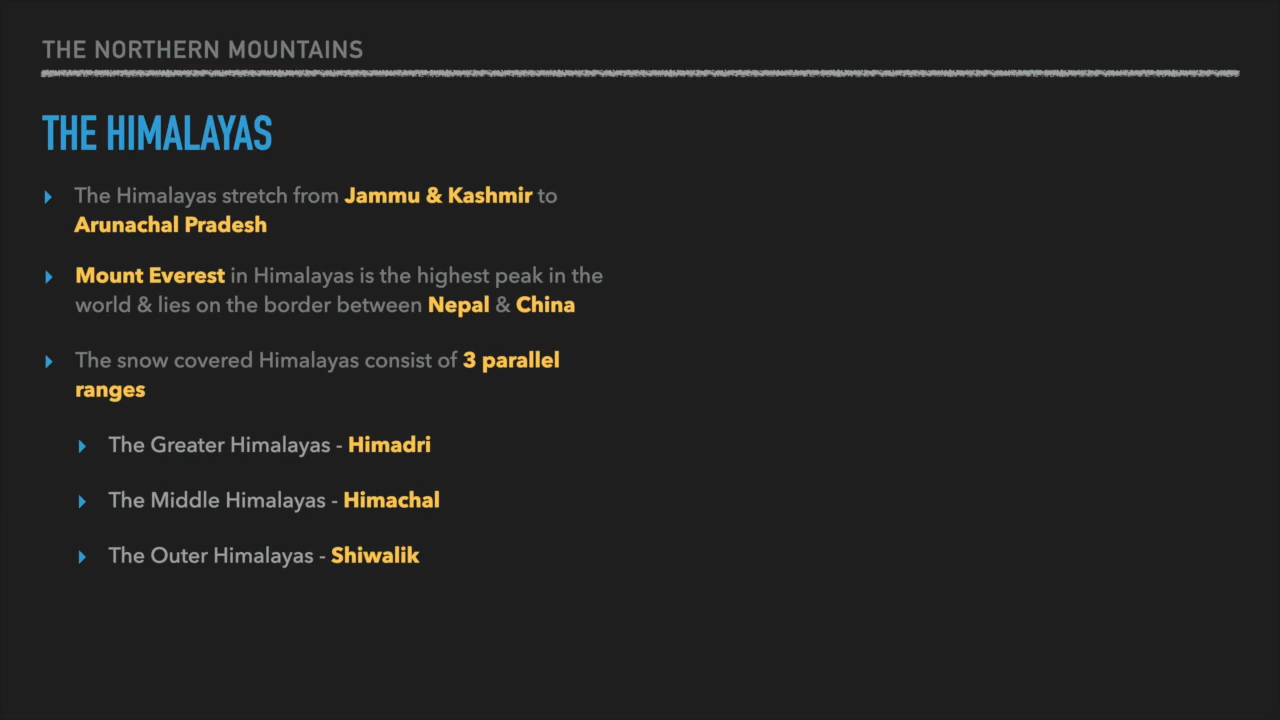 THE NORTHERN MOUNTAINS
THE HIMALAYAS
The Himalayas stretch from Jammu & Kashmir to
Arunachal Pradesh
Mount Everest in Himalayas is the highest peak in the
world & lies on the border between Nepal & China
The snow covered Himalayas consist of 3 parallel
ranges
The Greater Himalayas - Himadri
The Middle Himalayas - Himachal
The Outer Himalayas - Shiwalik